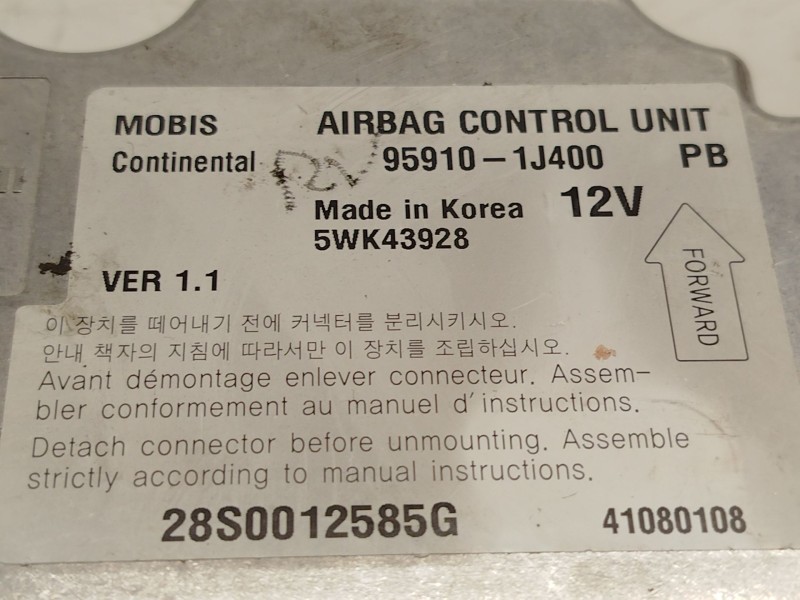 MOBIS AIRBAG CONTROL UNIT
Continental 95910-1J400 PB
Made in Korea 12V
5WK43928
VER 1.1
FORWARD
이 장치를 떼어내기 전에 커넥터를 분리시키시오.
안내 책자의 지침에 따라서만 이 장치를 조립하십시오.
Avant démontage enlever connecteur. Assem-
bler conformement au manuel d'instructions.
Detach connector before unmounting. Assemble
strictly according to manual instructions.
28S0012585G 41080108